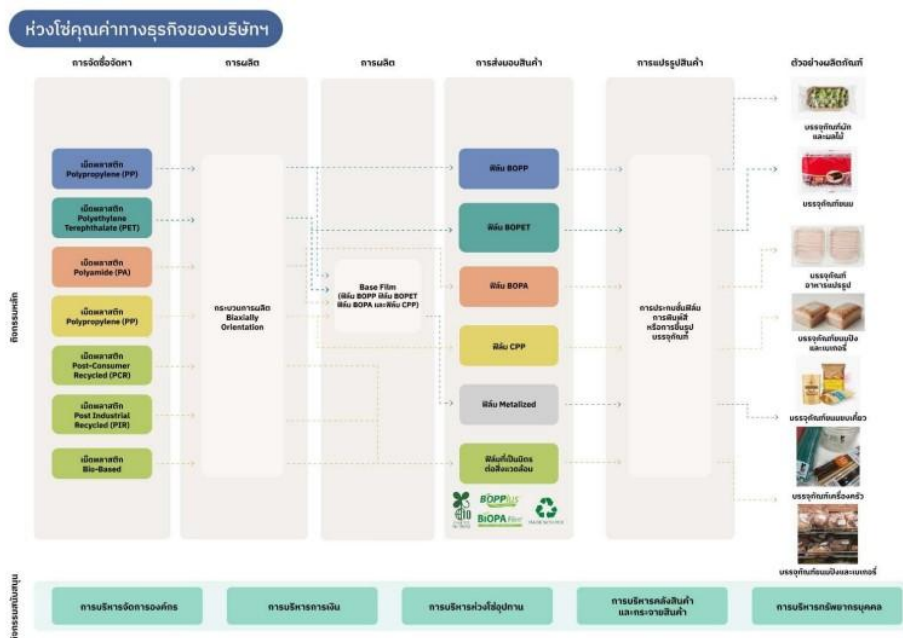 ห่วงโซ่คุณค่าทางธุรกิจของบริษัทฯ
การจัดซื้อจัดหา
การผลิต
การผลิต
การส่งมอบสินค้า
การแปรรูปสินค้า
ตัวอย่างผลิตภัณฑ์
กิจกรรมหลัก
เม็ดพลาสติก
Polypropylene (PP)
เม็ดพลาสติก
Polyethylene
Terephthalate (PET)
เม็ดพลาสติก
Polyamide (PA)
เม็ดพลาสติก
Polypropylene (PP)
เม็ดพลาสติก
Post-Consumer
Recycled (PCR)
เม็ดพลาสติก
Post Industrial
Recycled (PIR)
เม็ดพลาสติก
Bio-Based
กระบวนการผลิต
Biaxially
Orientation
Base Film
(ฟิล์ม BOPP ฟิล์ม BOPET
ฟิล์ม BOPA และฟิล์ม CPP)
ฟิล์ม BOPP
ฟิล์ม BOPET
ฟิล์ม BOPA
ฟิล์ม CPP
ฟิล์ม Metalized
ฟิล์มที่เป็นมิตร
ต่อสิ่งแวดล้อม
BOPPlus
BiOPA Film
การประกบชั้นฟิล์ม
การพิมพ์สี
หรือการขึ้นรูป
บรรจุภัณฑ์
บรรจุภัณฑ์ผัก
และผลไม้
บรรจุภัณฑ์ขนม
บรรจุภัณฑ์
อาหารแปรรูป
บรรจุภัณฑ์ขนมปัง
และเบเกอรี่
บรรจุภัณฑ์ขนมขบเคี้ยว
บรรจุภัณฑ์เครื่องครัว
บรรจุภัณฑ์ขนมปังและเบเกอรี่
กิจกรรมสนับสนุน
การบริหารจัดการองค์กร
การบริหารการเงิน
การบริหารห่วงโซ่อุปทาน
การบริหารคลังสินค้า
และกระจายสินค้า
การบริหารทรัพยากรบุคคล